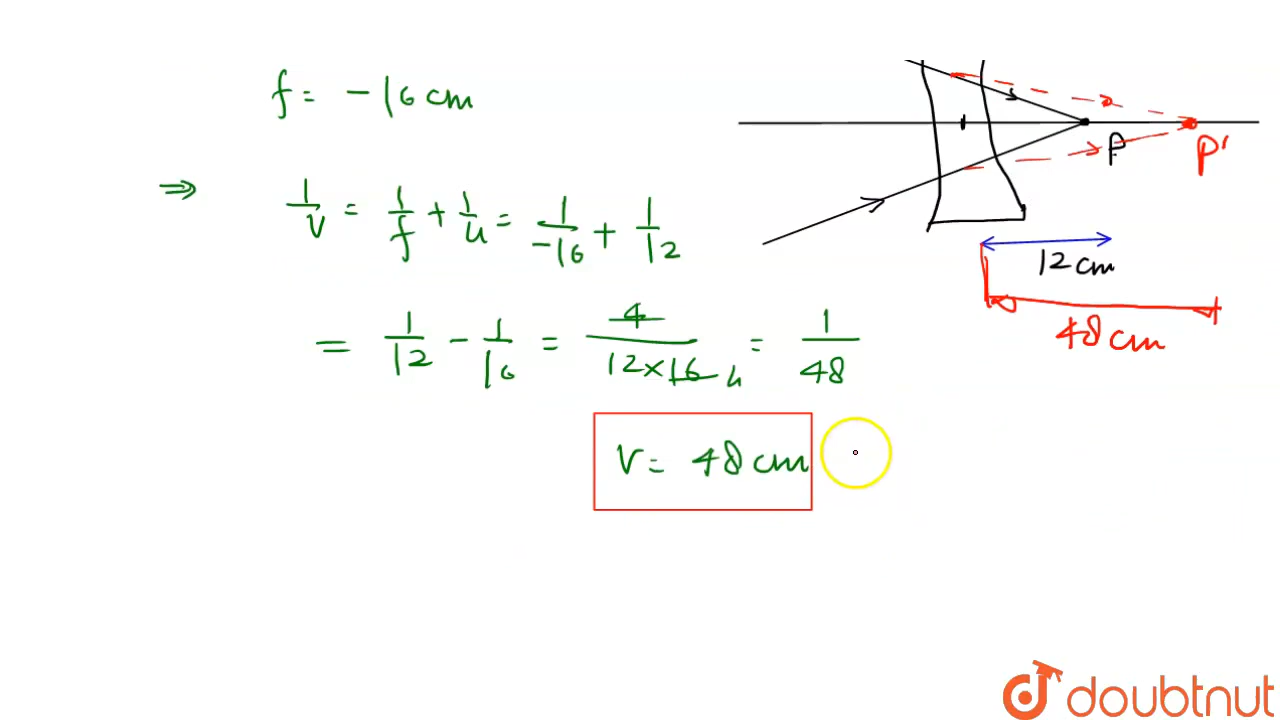 f = -16 cm
P
P'
⇒ 1/v = 1/f + 1/u = 1/-16 + 1/12
12 cm
= 1/12 - 1/16 = 4/12×16 4 = 1/48
48 cm
v = 48 cm
doubtnut